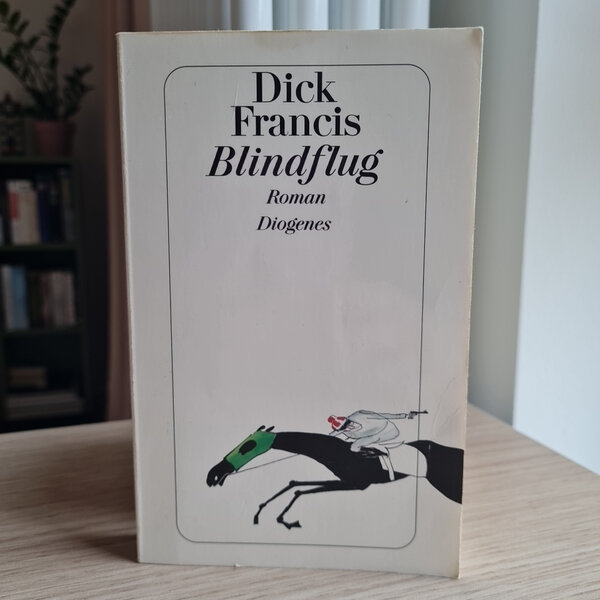 Dick
Francis
Blindflug
Roman
Diogenes